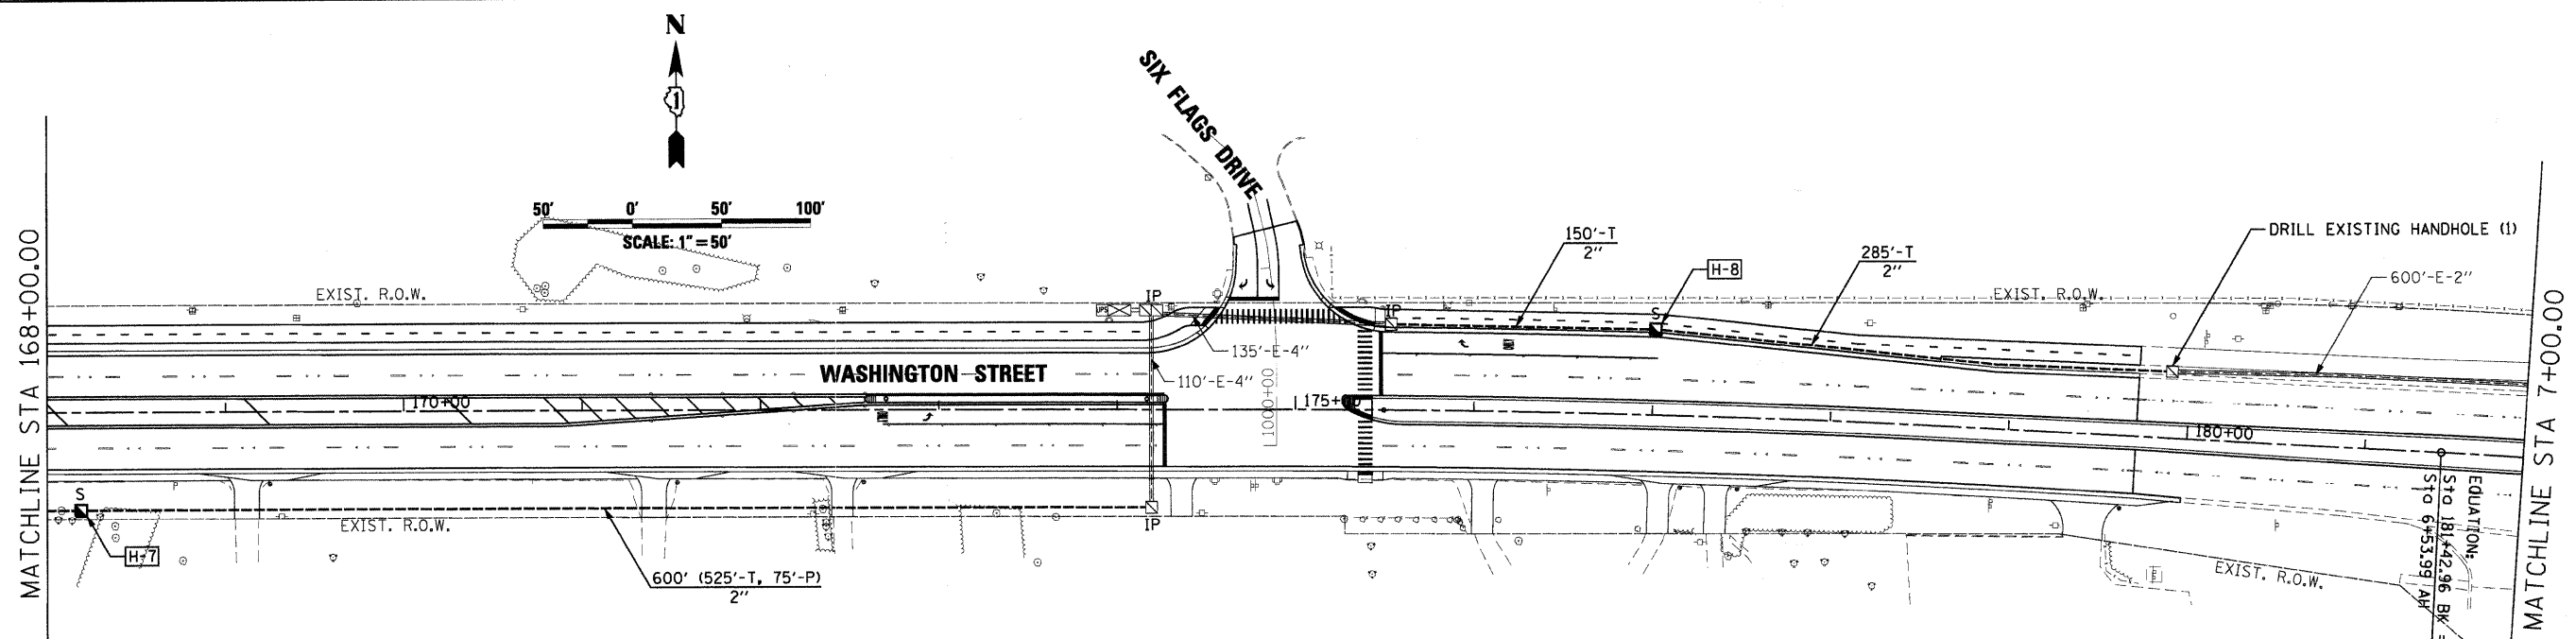 N
1
SIX FLAGS DRIVE
50' 0' 50' 100'
SCALE: 1" = 50'
MATCHLINE STA 168+00.00
EXIST. R.O.W.
IP
UPS
IP
150'-T
2"
H-8
S
285'-T
2"
DRILL EXISTING HANDHOLE (1)
600'-E-2"
EXIST. R.O.W.
135'-E-4"
110'-E-4"
WASHINGTON STREET
170+00
1000+00
175+
180+00
S
H-7
EXIST. R.O.W.
IP
600' (525'-T, 75'-P)
2"
EQUATION:
Sta 181+42.96 BK =
Sta 6+53.99 AH
EXIST. R.O.W.
MATCHLINE STA 7+00.00